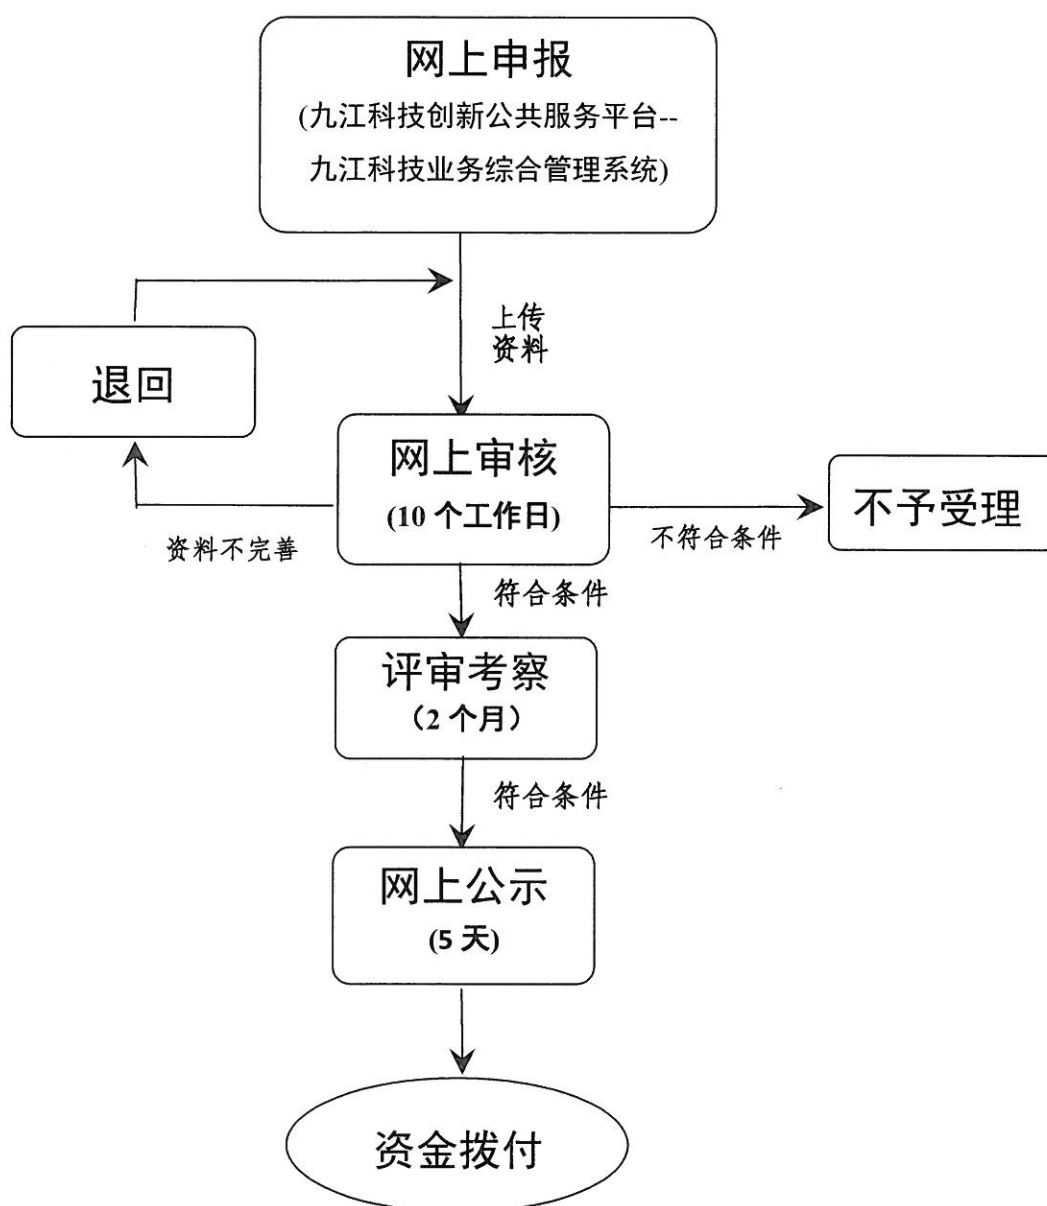 网上申报
(九江科技创新公共服务平台--
九江科技业务综合管理系统)
上传
资料
退回
网上审核
(10 个工作日)
不予受理
资料不完善
不符合条件
符合条件
评审考察
（2 个月）
符合条件
网上公示
(5 天)
资金拨付